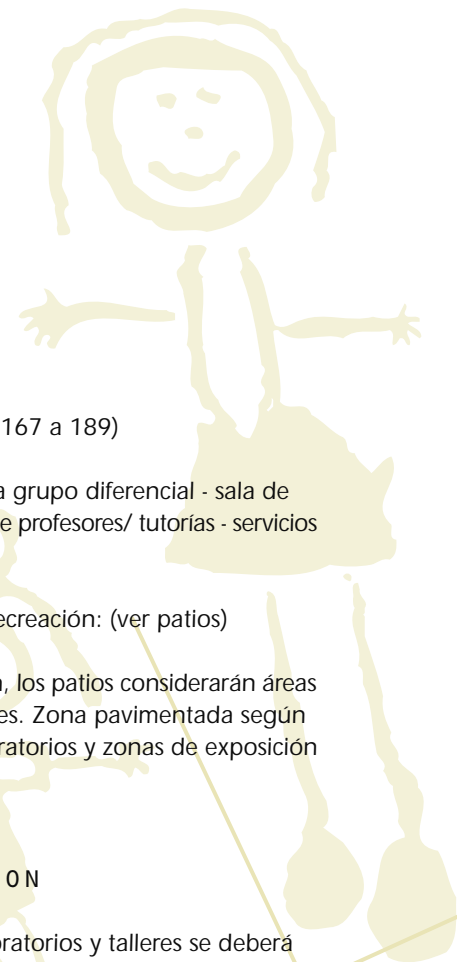 167 a 189)
a grupo diferencial - sala de
e profesores/ tutorías - servicios
ecreación: (ver patios)
, los patios considerarán áreas
es. Zona pavimentada según
ratorios y zonas de exposición
O N
oratorios y talleres se deberá